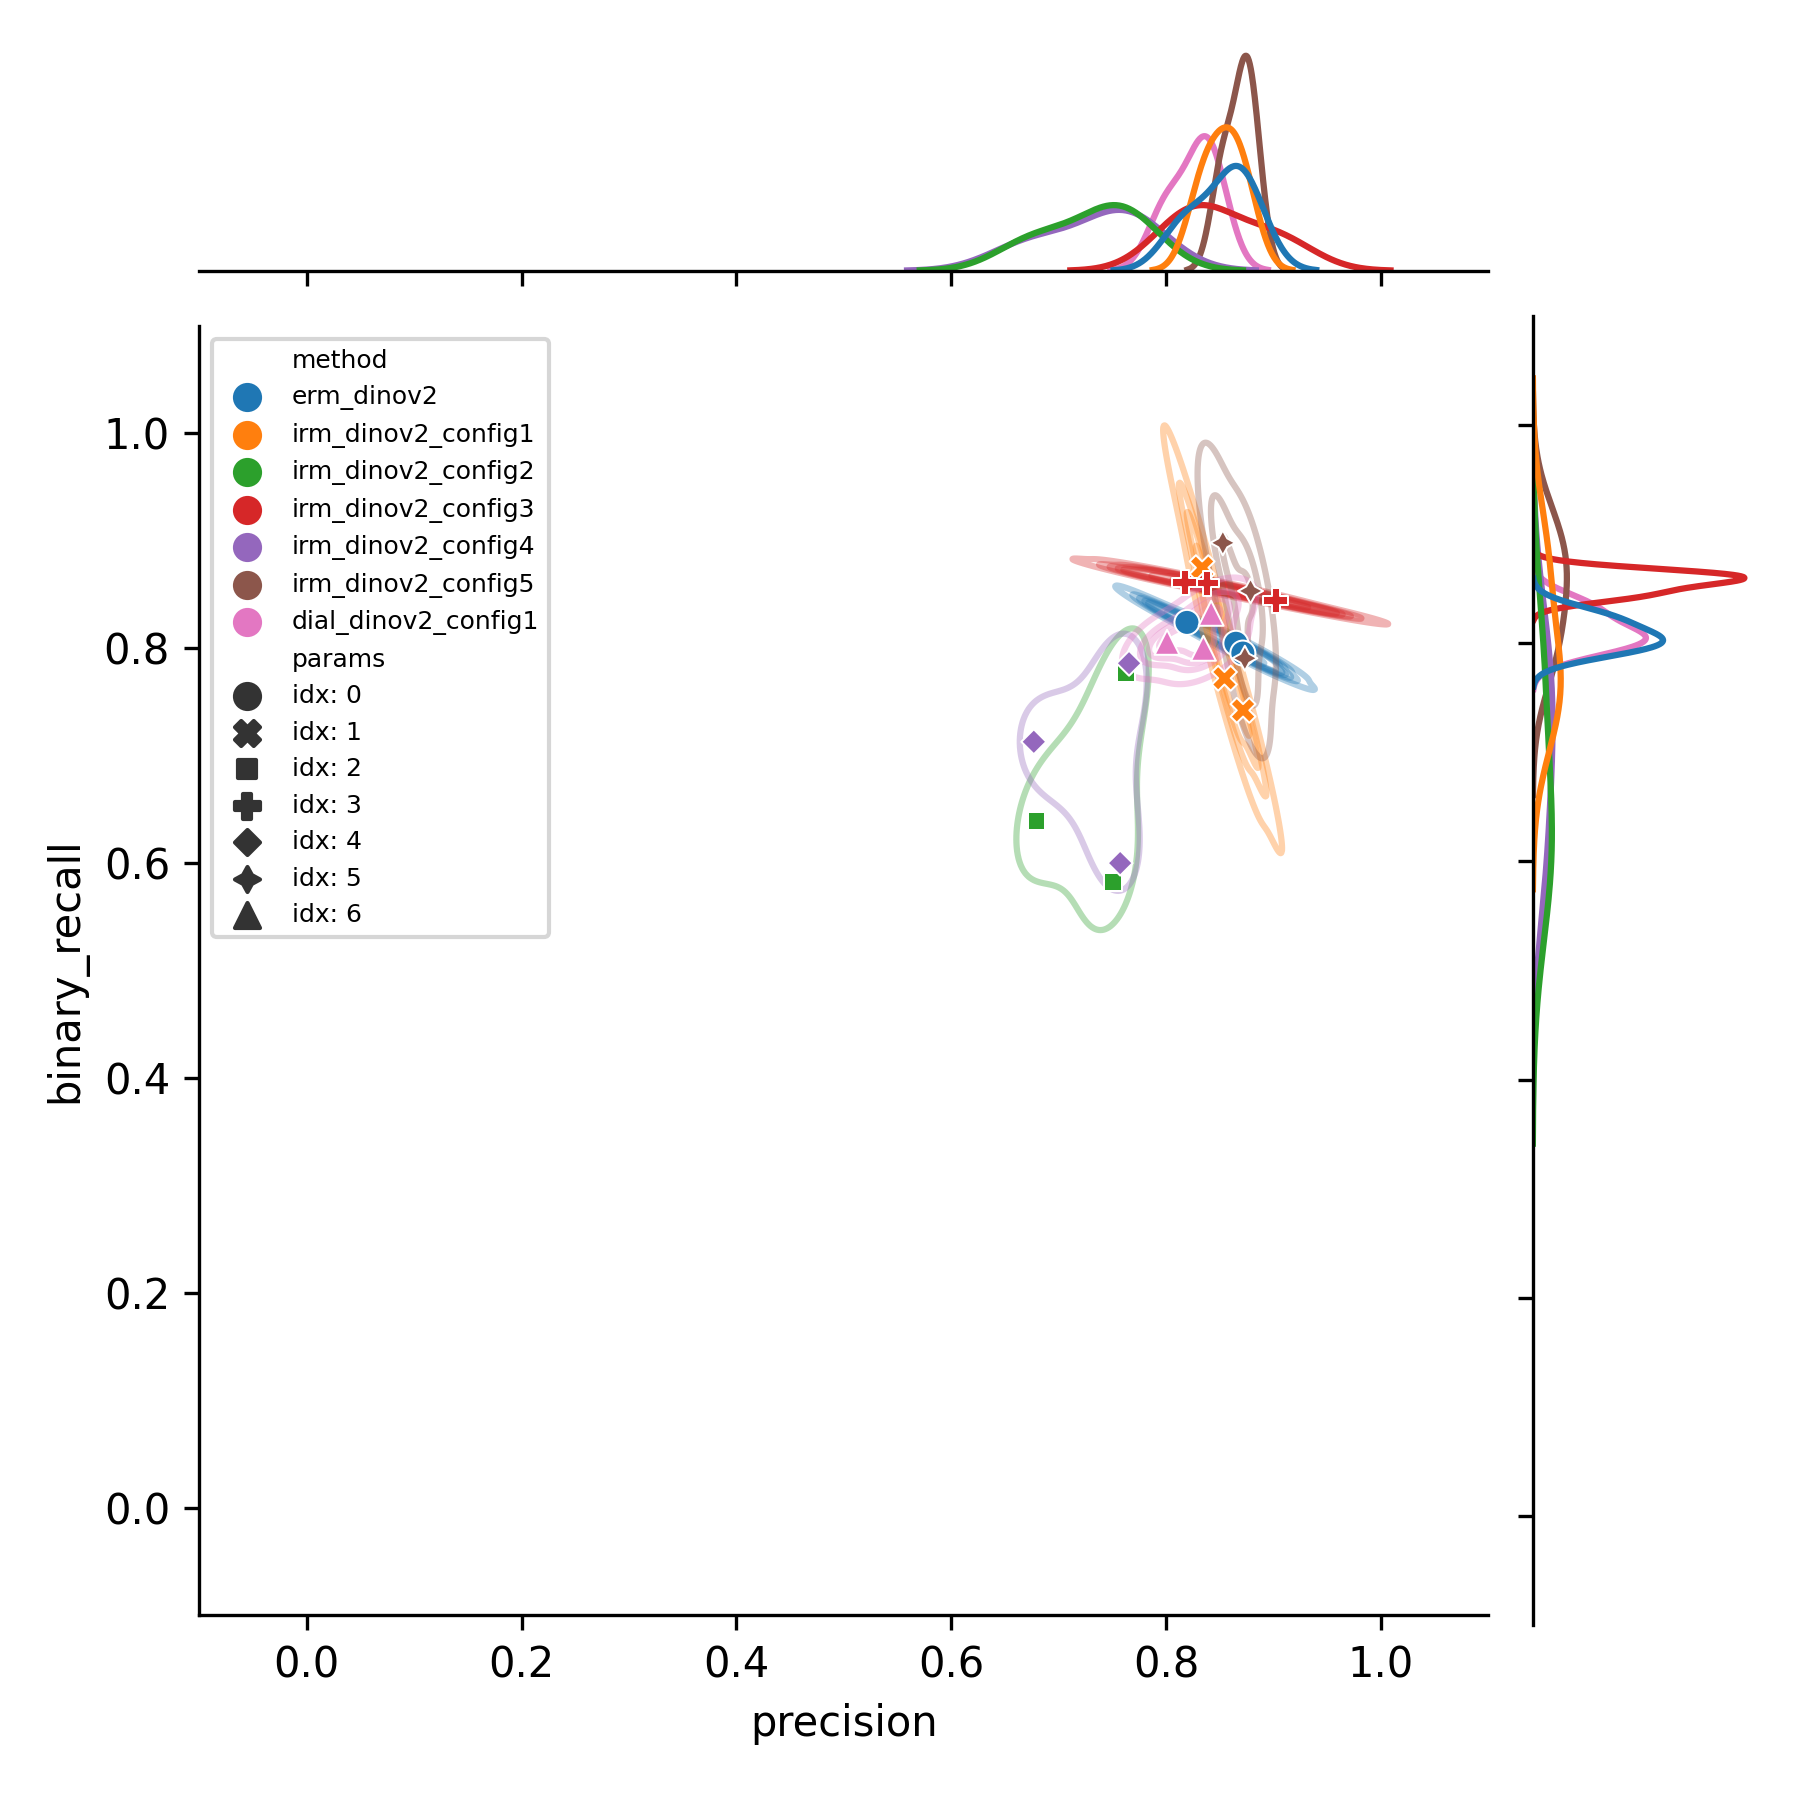 method
erm_dinov2
irm_dinov2_config1
irm_dinov2_config2
irm_dinov2_config3
irm_dinov2_config4
irm_dinov2_config5
dial_dinov2_config1
params
idx: 0
idx: 1
idx: 2
idx: 3
idx: 4
idx: 5
idx: 6
1.0
0.8
0.6
0.4
0.2
0.0
binary_recall
0.0 0.2 0.4 0.6 0.8 1.0
precision